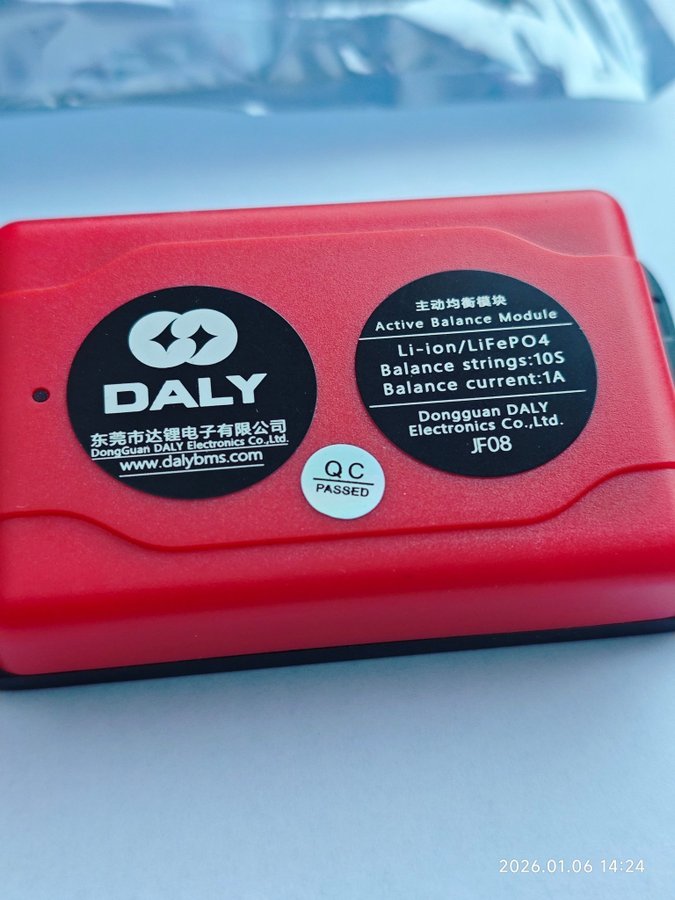 DALY
东莞市达锂电子有限公司
DongGuan DALY Electronics Co.,Ltd.
www.dalybms.com
主动均衡模块
Active Balance Module
Li-ion/LiFePO4
Balance strings:10S
Balance current:1A
Dongguan DALY
Electronics Co.,Ltd.
JF08
QC
PASSED
2026.01.06 14:24